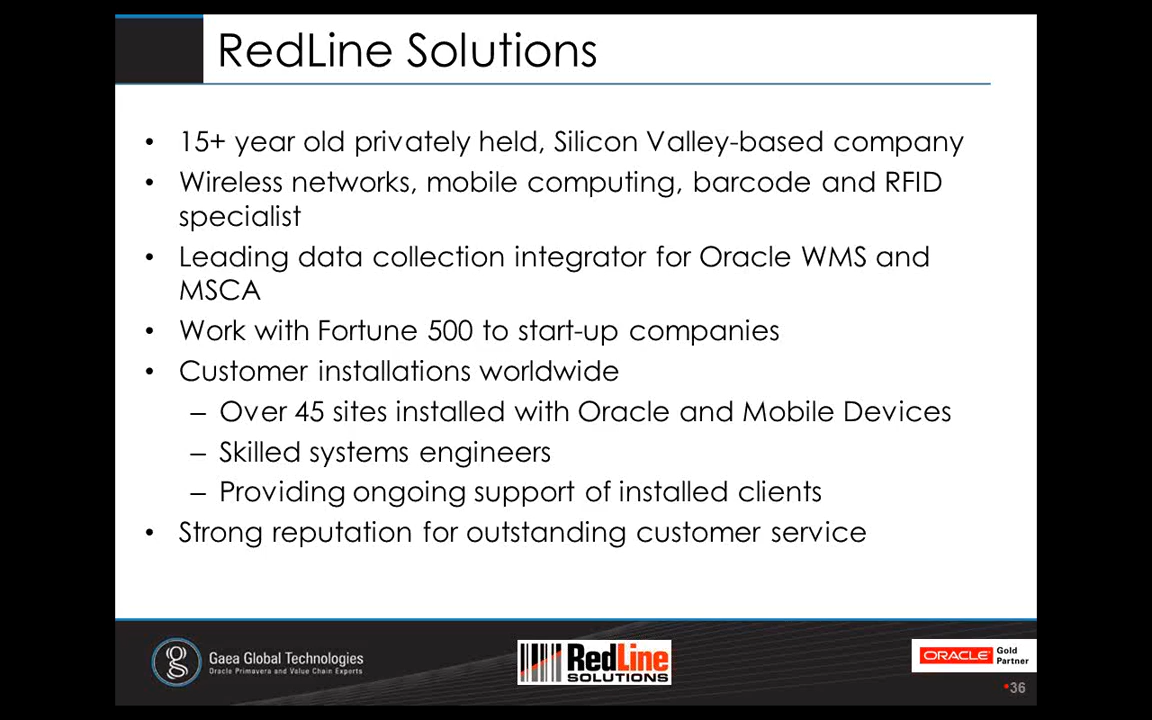 RedLine Solutions
• 15+ year old privately held, Silicon Valley-based company
• Wireless networks, mobile computing, barcode and RFID
specialist
• Leading data collection integrator for Oracle WMS and
MSCA
• Work with Fortune 500 to start-up companies
• Customer installations worldwide
– Over 45 sites installed with Oracle and Mobile Devices
– Skilled systems engineers
– Providing ongoing support of installed clients
• Strong reputation for outstanding customer service
Gaea Global Technologies
Oracle Primavera and Value Chain Experts
RedLine
SOLUTIONS
ORACLE Gold
Partner
•36